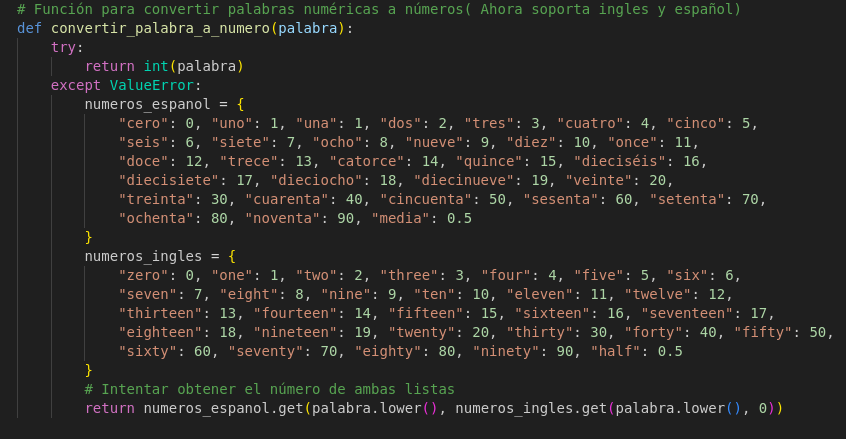 # Función para convertir palabras numéricas a números( Ahora soporta ingles y español)
def convertir_palabra_a_numero(palabra):
    try:
        return int(palabra)
    except ValueError:
        numeros_espanol = {
            "cero": 0, "uno": 1, "una": 1, "dos": 2, "tres": 3, "cuatro": 4, "cinco": 5,
            "seis": 6, "siete": 7, "ocho": 8, "nueve": 9, "diez": 10, "once": 11,
            "doce": 12, "trece": 13, "catorce": 14, "quince": 15, "dieciséis": 16,
            "diecisiete": 17, "dieciocho": 18, "diecinueve": 19, "veinte": 20,
            "treinta": 30, "cuarenta": 40, "cincuenta": 50, "sesenta": 60, "setenta": 70,
            "ochenta": 80, "noventa": 90, "media": 0.5
        }
        numeros_ingles = {
            "zero": 0, "one": 1, "two": 2, "three": 3, "four": 4, "five": 5, "six": 6,
            "seven": 7, "eight": 8, "nine": 9, "ten": 10, "eleven": 11, "twelve": 12,
            "thirteen": 13, "fourteen": 14, "fifteen": 15, "sixteen": 16, "seventeen": 17,
            "eighteen": 18, "nineteen": 19, "twenty": 20, "thirty": 30, "forty": 40, "fifty": 50,
            "sixty": 60, "seventy": 70, "eighty": 80, "ninety": 90, "half": 0.5
        }
        # Intentar obtener el número de ambas listas
        return numeros_espanol.get(palabra.lower(), numeros_ingles.get(palabra.lower(), 0))